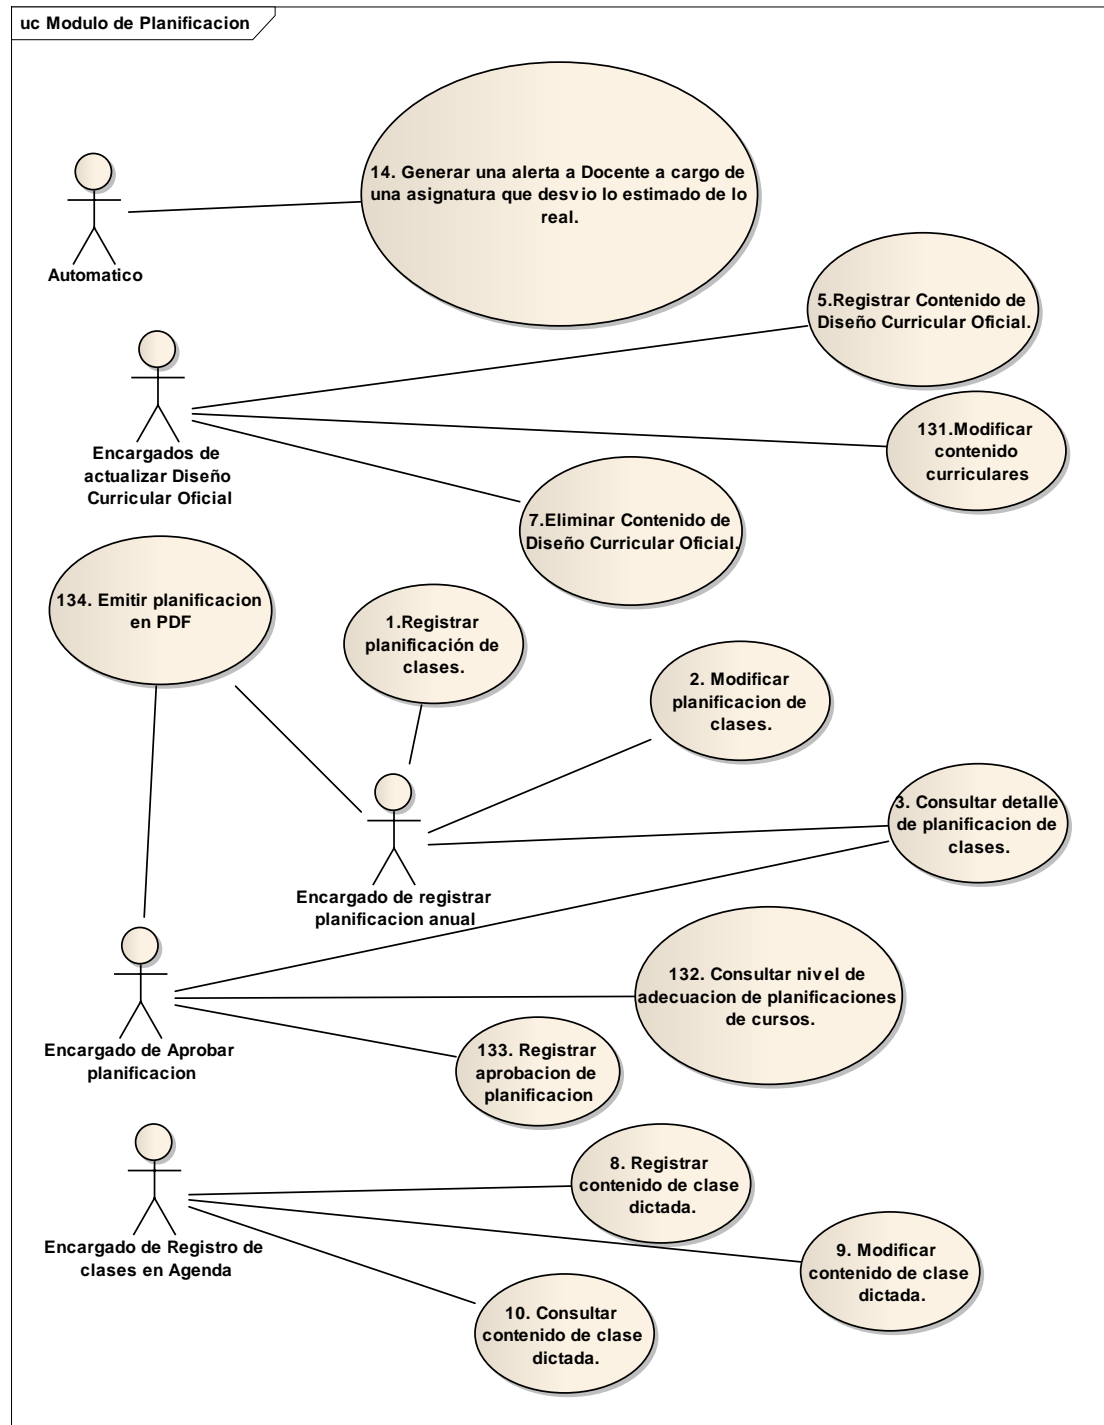 uc Modulo de Planificacion
14. Generar una alerta a Docente a cargo de
una asignatura que desvio lo estimado de lo
real.
Automatico
5.Registrar Contenido de
Diseño Curricular Oficial.
131.Modificar
contenido
curriculares
Encargados de
actualizar Diseño
Curricular Oficial
7.Eliminar Contenido de
Diseño Curricular Oficial.
134. Emitir planificacion
en PDF
1.Registrar
planificación de
clases.
2. Modificar
planificacion de
clases.
3. Consultar detalle
de planificacion de
clases.
Encargado de registrar
planificacion anual
132. Consultar nivel de
adecuacion de planificaciones
de cursos.
Encargado de Aprobar
planificacion
133. Registrar
aprobacion de
planificacion
8. Registrar
contenido de clase
dictada.
Encargado de Registro de
clases en Agenda
9. Modificar
contenido de clase
dictada.
10. Consultar
contenido de clase
dictada.